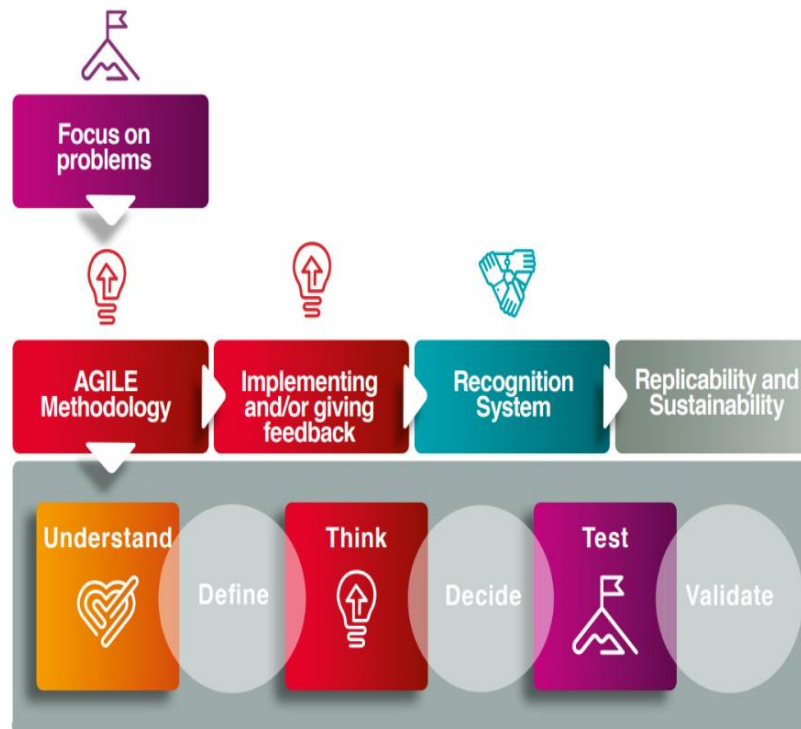 Focus on
problems
AGILE
Methodology
Implementing
and/or giving
feedback
Recognition
System
Replicability and
Sustainability
Understand
Define
Think
Decide
Test
Validate